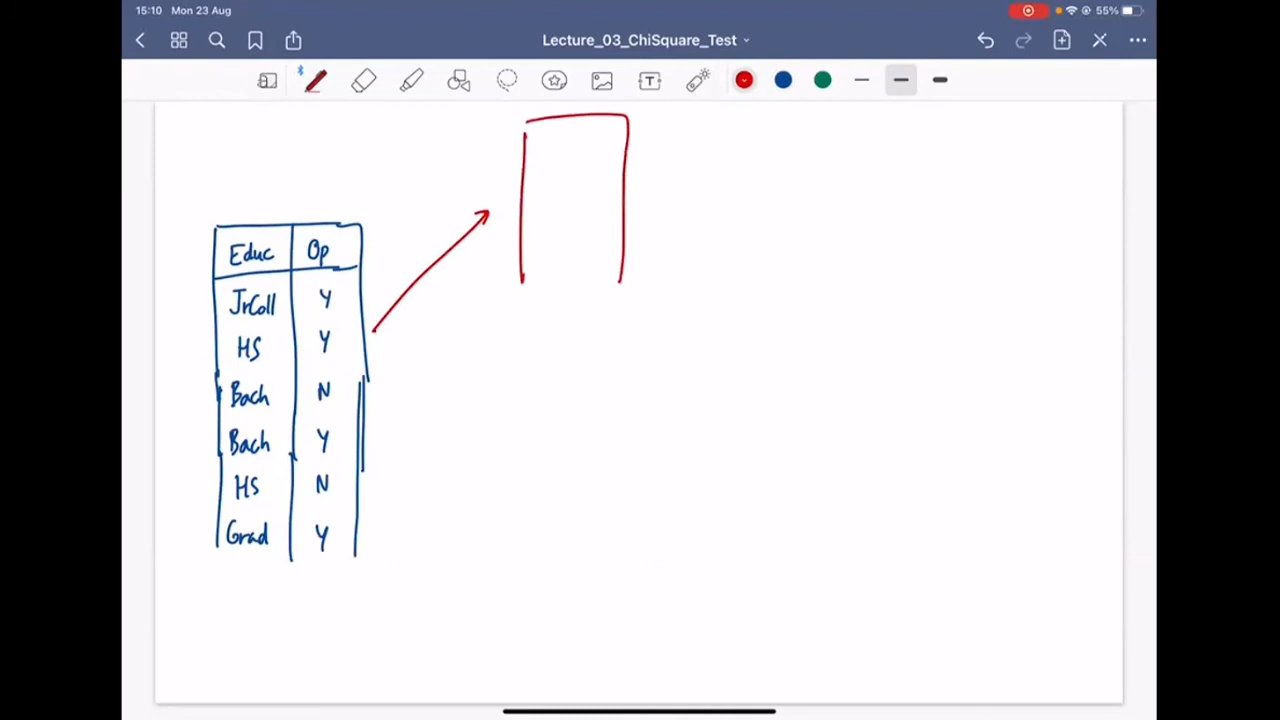 15:10 Mon 23 Aug
55%
Lecture_03_ChiSquare_Test
T
Educ Op
JrColl Y
HS Y
Bach N
Bach Y
HS N
Grad Y